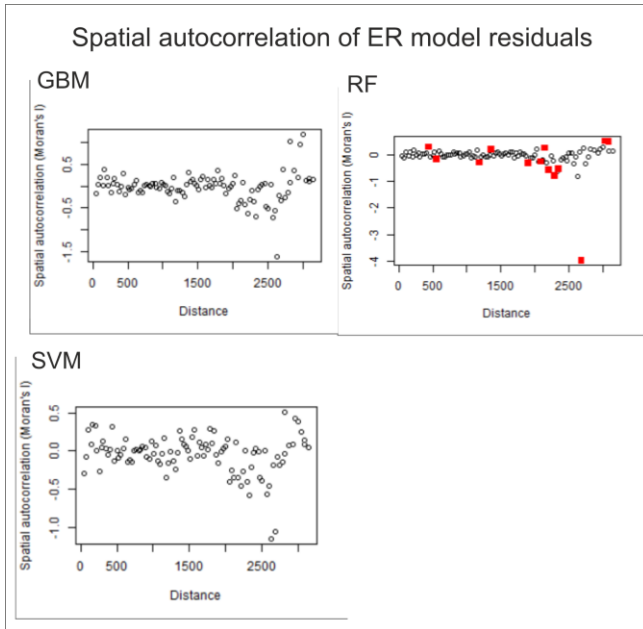 Spatial autocorrelation of ER model residuals
GBM
Spatial autocorrelation (Moran's I)
0.5
-0.5
-1.5
0 500 1500 2500
Distance
RF
Spatial autocorrelation (Moran's I)
0
-1
-2
-3
-4
0 500 1500 2500
Distance
SVM
Spatial autocorrelation (Moran's I)
0.5
0.0
-0.5
-1.0
0 500 1500 2500
Distance